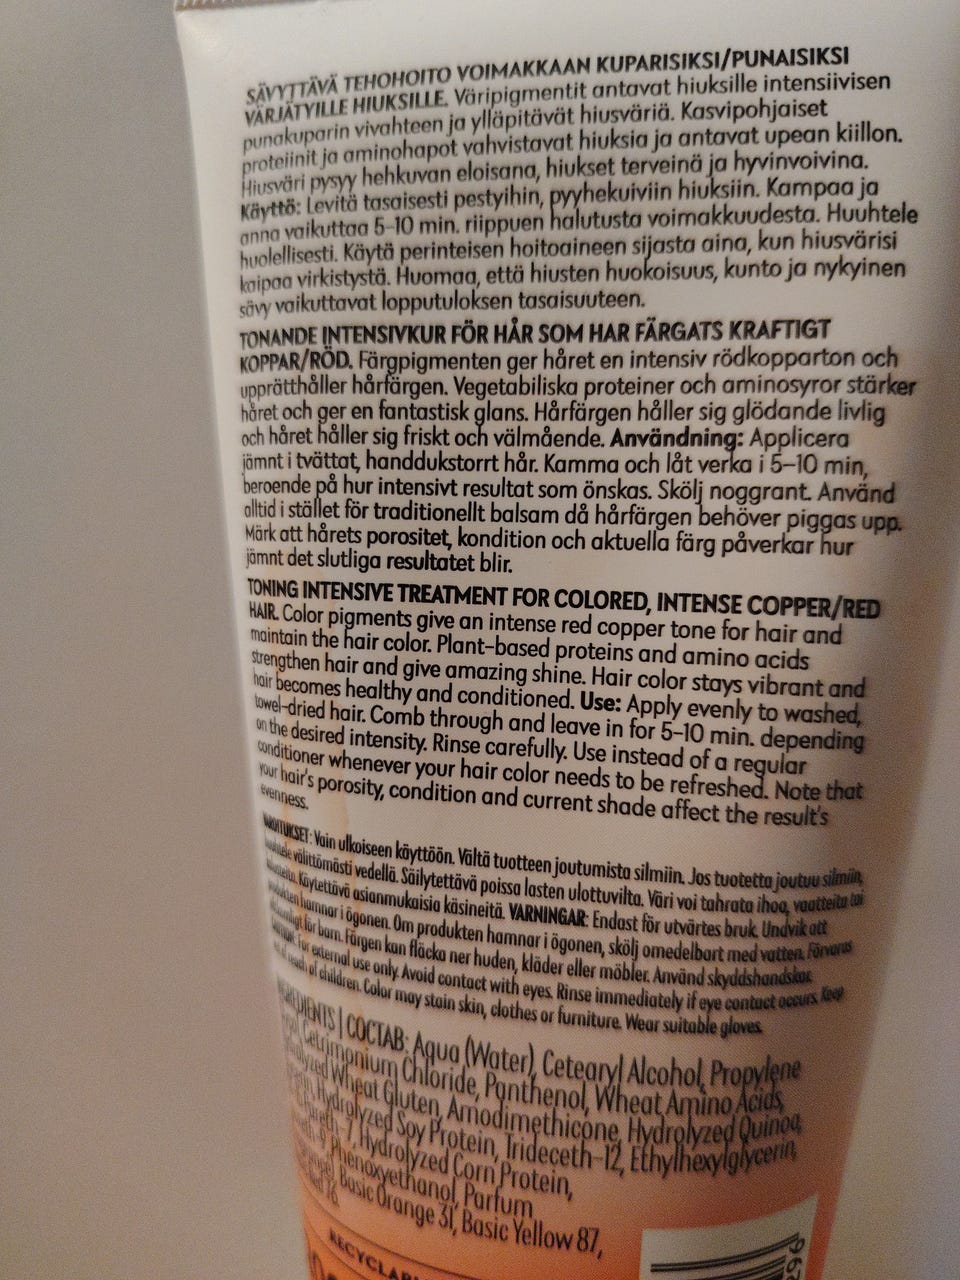 SÄVYTTÄVÄ TEHOHOITO VOIMAKKAAN KUPARISIKSI/PUNAISIKSI
VÄRJÄTYILLE HIUKSILLE. Väripigmentit antavat hiuksille intensiivisen
punakuparin vivahteen ja ylläpitävät hiusväriä. Kasvipohjaiset
proteiinit ja aminohapot vahvistavat hiuksia ja antavat upean kiillon.
Hiusväri pysyy hehkuvan eloisana, hiukset terveinä ja hyvinvoivina.
Käyttö: Levitä tasaisesti pestyihin, pyyhekuiviin hiuksiin. Kampaa ja
anna vaikuttaa 5–10 min. riippuen halutusta voimakkuudesta. Huuhtele
huolellisesti. Käytä perinteisen hoitoaineen sijasta aina, kun hiusvärisi
kaipaa virkistystä. Huomaa, että hiusten huokoisuus, kunto ja nykyinen
sävy vaikuttavat lopputuloksen tasaisuuteen.
TONANDE INTENSIVKUR FÖR HÅR SOM HAR FÄRGATS KRAFTIGT
KOPPAR/RÖD. Färgpigmenten ger håret en intensiv rödkopparton och
upprätthåller hårfärgen. Vegetabiliska proteiner och aminosyror stärker
håret och ger en fantastisk glans. Hårfärgen håller sig glödande livlig
och håret håller sig friskt och välmående. Användning: Applicera
jämnt i tvättat, handdukstorrt hår. Kamma och låt verka i 5–10 min,
beroende på hur intensivt resultat som önskas. Skölj noggrant. Använd
alltid i stället för traditionellt balsam då hårfärgen behöver piggas upp.
Märk att hårets porositet, kondition och aktuella färg påverkar hur
jämnt det slutliga resultatet blir.
TONING INTENSIVE TREATMENT FOR COLORED, INTENSE COPPER/RED
HAIR. Color pigments give an intense red copper tone for hair and
maintain the hair color. Plant-based proteins and amino acids
strengthen hair and give amazing shine. Hair color stays vibrant and
hair becomes healthy and conditioned. Use: Apply evenly to washed,
towel-dried hair. Comb through and leave in for 5–10 min. depending
on the desired intensity. Rinse carefully. Use instead of a regular
conditioner whenever your hair color needs to be refreshed. Note that
your hair's porosity, condition and current shade affect the result's
evenness.
VAROITUKSET: Vain ulkoiseen käyttöön. Vältä tuotteen joutumista silmiin. Jos tuotetta joutuu silmiin,
välittömästi vedellä. Säilytettävä poissa lasten ulottuvilta. Väri voi tahrata ihoa, vaatteita tai
Käytettävä asianmukaisia käsineitä. VARNINGAR: Endast för utvärtes bruk. Undvik att
hamnar i ögonen. Om produkten hamnar i ögonen, skölj omedelbart med vatten. Förvaras
för barn. Färgen kan fläcka ner huden, kläder eller möbler. Använd skyddshandskar.
For external use only. Avoid contact with eyes. Rinse immediately if eye contact occurs. Keep
of children. Color may stain skin, clothes or furniture. Wear suitable gloves.
INGREDIENTS | СОСТАВ: Aqua (Water), Cetearyl Alcohol, Propylene
Cetrimonium Chloride, Panthenol, Wheat Amino Acids,
Wheat Gluten, Amodimethicone, Hydrolyzed Quinoa,
Hydrolyzed Soy Protein, Trideceth-12, Ethylhexylglycerin,
Hydrolyzed Corn Protein,
Phenoxyethanol, Parfum
Basic Orange 31, Basic Yellow 87,